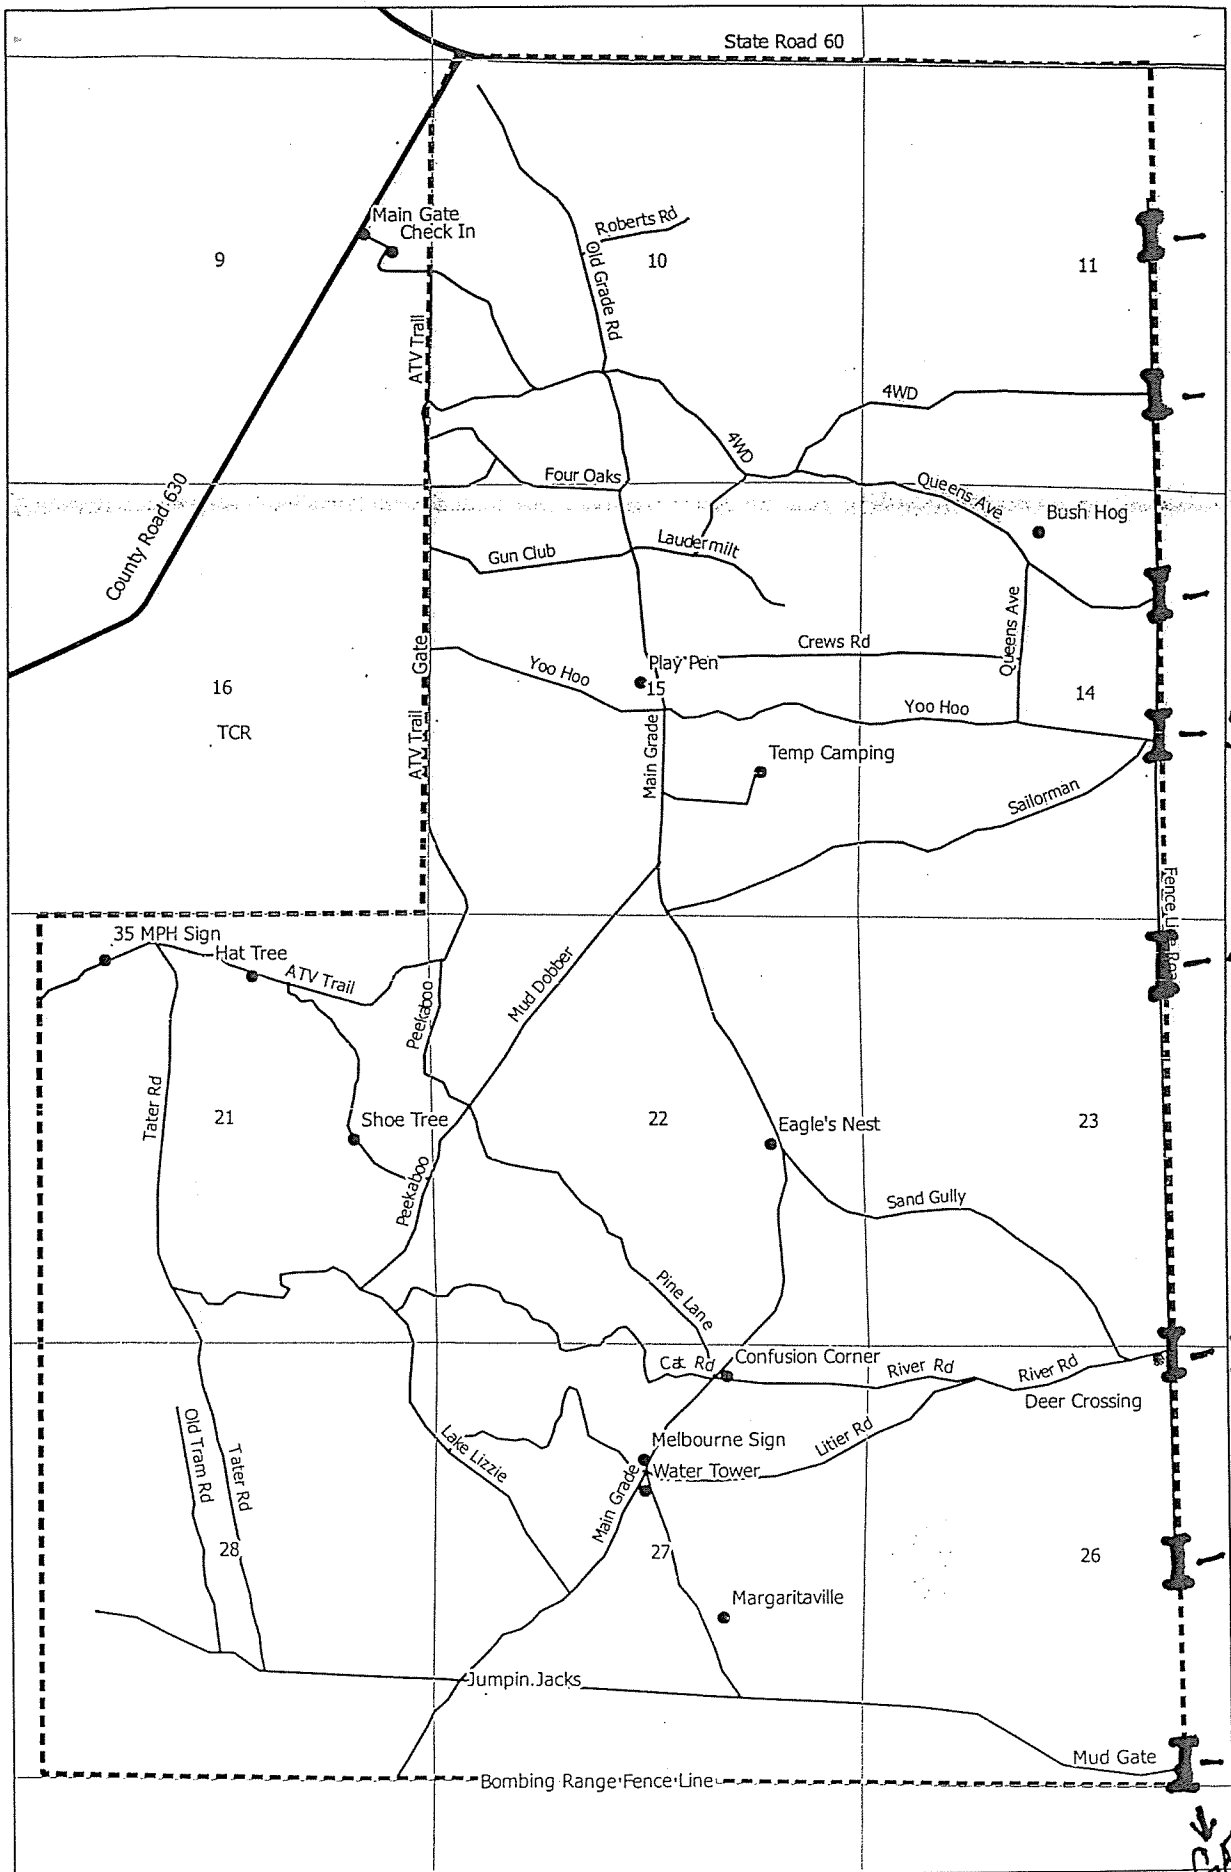 State Road 60
Main Gate
Check In
Roberts Rd
9
10
11
Old Grade Rd
ATV Trail
4WD
4WD
County Road 630
Four Oaks
Queens Ave
Bush Hog
Gun Club
Laudermilt
Queens Ave
Gate
Crews Rd
Yoo Hoo
Play Pen
16
15
14
Yoo Hoo
TCR
ATV Trail
Main Grade
Temp Camping
Sailorman
Fence Line Road
35 MPH Sign
Hat Tree
ATV Trail
Mud Dobber
Peekaboo
Tater Rd
21
Shoe Tree
22
Eagle's Nest
23
Peekaboo
Sand Gully
Pine Lane
Cat Rd
Confusion Corner
River Rd
River Rd
Deer Crossing
Old Tram Rd
Tater Rd
Lake Lizzie
Melbourne Sign
Litier Rd
Water Tower
Main Grade
28
27
26
Margaritaville
Jumpin Jacks
Mud Gate
Bombing Range Fence Line